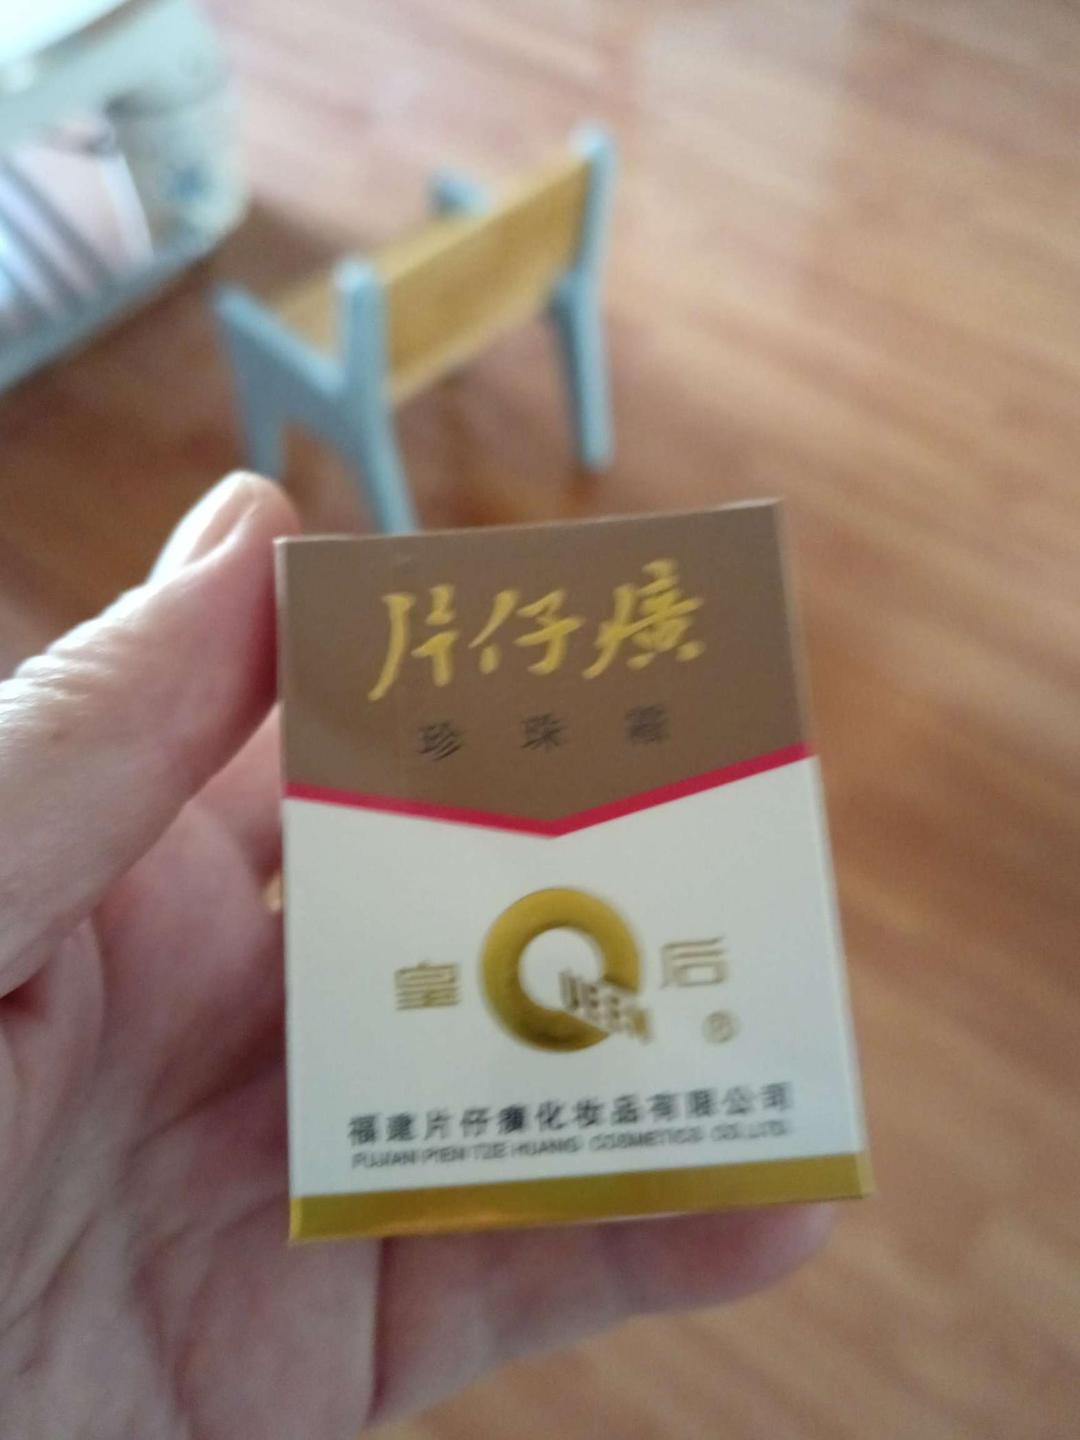 片仔癀
珍珠霜
皇后
®
福建片仔癀化妆品有限公司
FUJIAN PIEN TZE HUANG COSMETICS CO.,LTD.